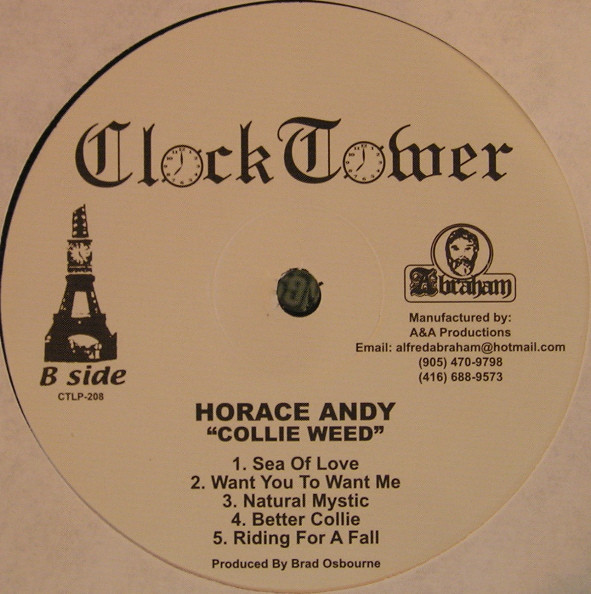 Clock Tower
Abraham
Manufactured by:
A&A Productions
Email: alfredabraham@hotmail.com
(905) 470-9798
(416) 688-9573
B side
CTLP-208
HORACE ANDY
“COLLIE WEED”
1. Sea Of Love
2. Want You To Want Me
3. Natural Mystic
4. Better Collie
5. Riding For A Fall
Produced By Brad Osbourne